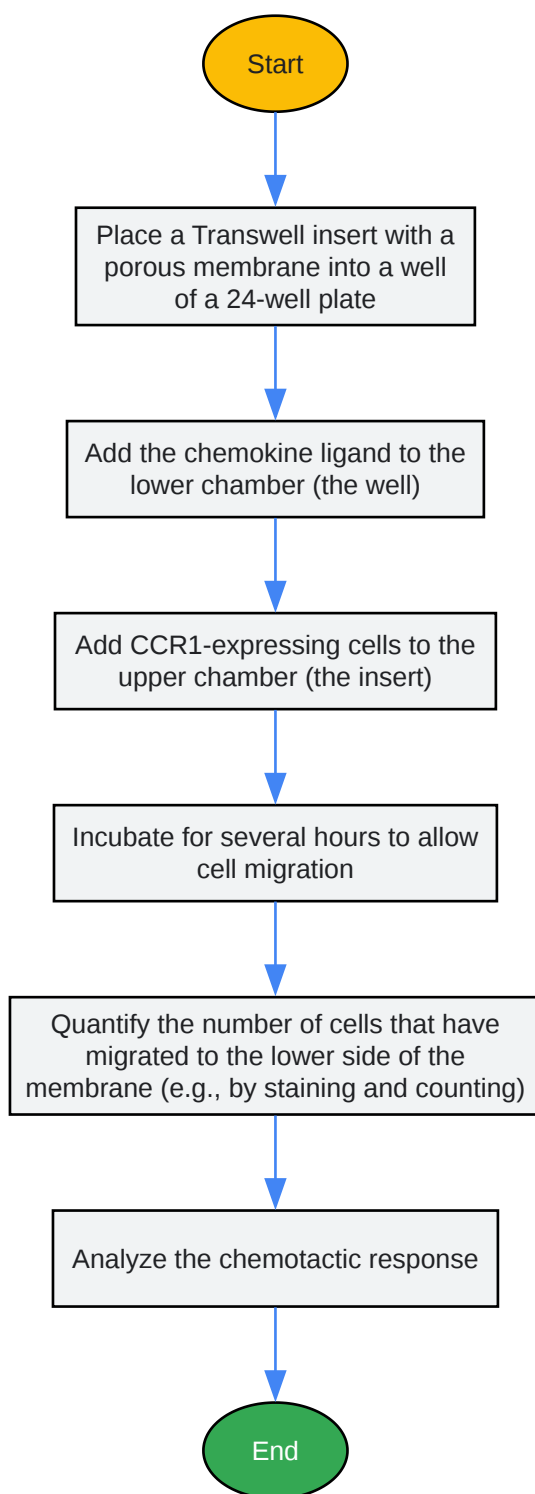 Start
Place a Transwell insert with a
porous membrane into a well
of a 24-well plate
Add the chemokine ligand to the
lower chamber (the well)
Add CCR1-expressing cells to the
upper chamber (the insert)
Incubate for several hours to allow
cell migration
Quantify the number of cells that have
migrated to the lower side of the
membrane (e.g., by staining and counting)
Analyze the chemotactic response
End